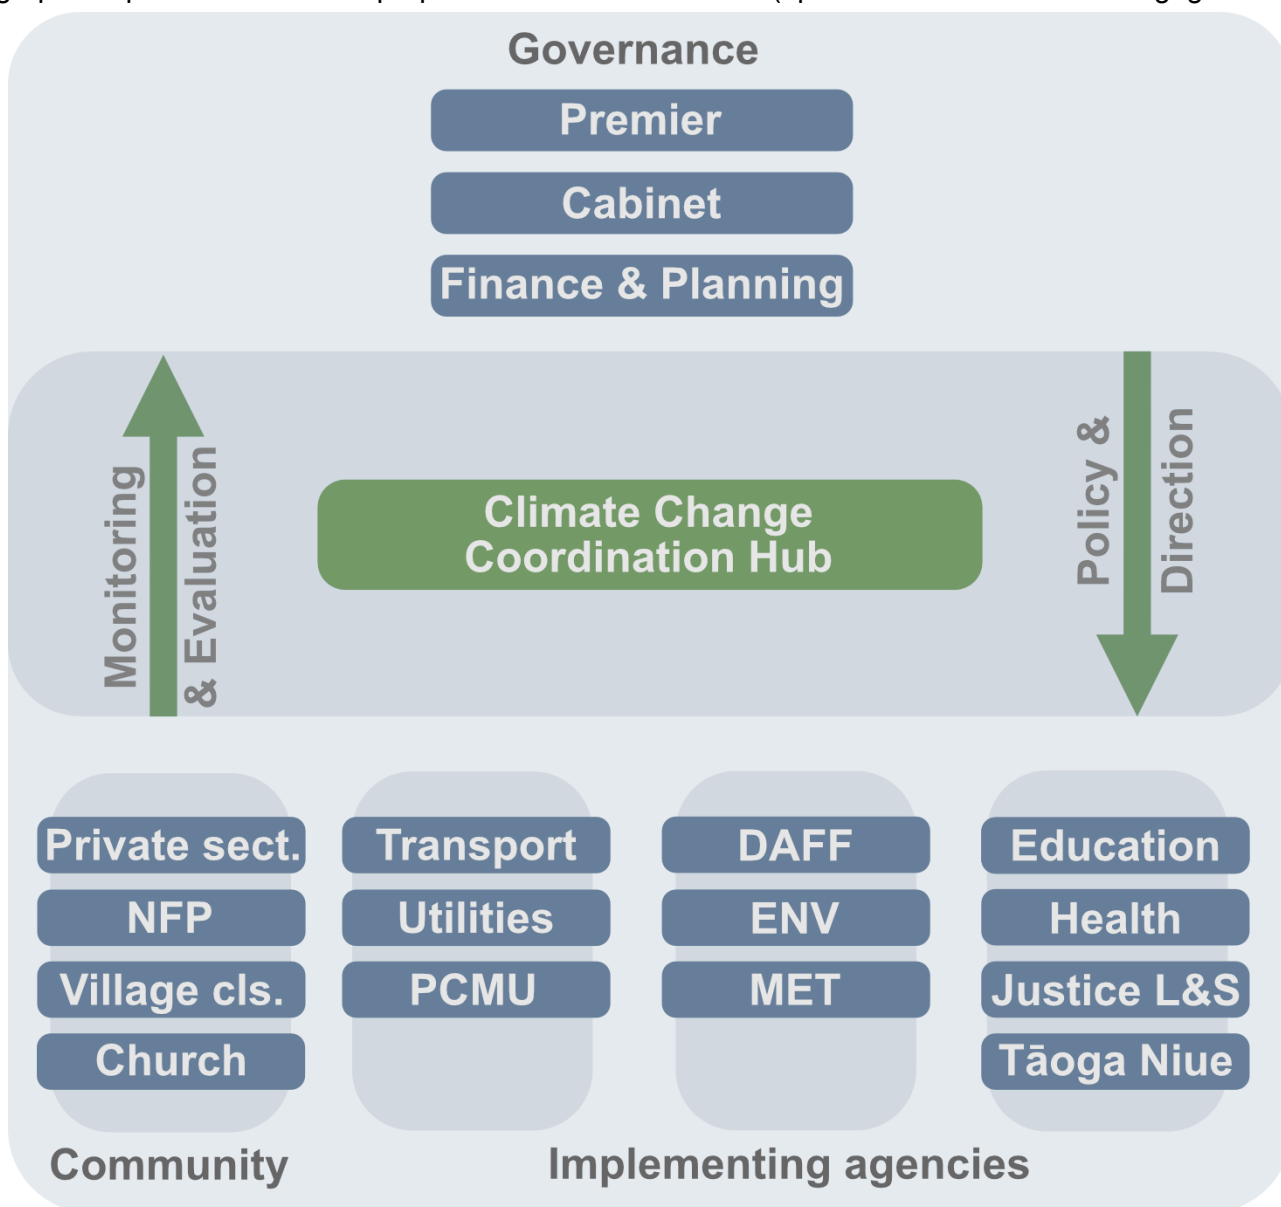 Governance
Premier
Cabinet
Finance & Planning
Monitoring
& Evaluation
Climate Change
Coordination Hub
Policy &
Direction
Private sect.
NFP
Village cls.
Church
Transport
Utilities
PCMU
DAFF
ENV
MET
Education
Health
Justice L&S
Tāoga Niue
Community
Implementing agencies